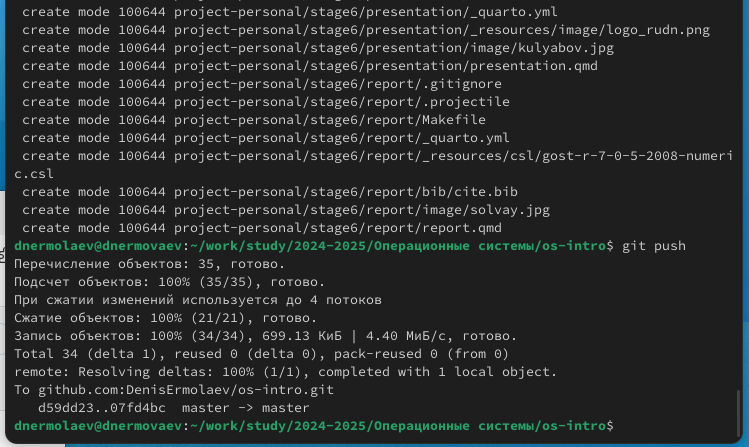 create mode 100644 project-personal/stage6/presentation/_quarto.yml
create mode 100644 project-personal/stage6/presentation/_resources/image/logo_rudn.png
create mode 100644 project-personal/stage6/presentation/image/kulyabov.jpg
create mode 100644 project-personal/stage6/presentation/presentation.qmd
create mode 100644 project-personal/stage6/report/.gitignore
create mode 100644 project-personal/stage6/report/.projectile
create mode 100644 project-personal/stage6/report/Makefile
create mode 100644 project-personal/stage6/report/_quarto.yml
create mode 100644 project-personal/stage6/report/_resources/csl/gost-r-7-0-5-2008-numeri
c.csl
create mode 100644 project-personal/stage6/report/bib/cite.bib
create mode 100644 project-personal/stage6/report/image/solvay.jpg
create mode 100644 project-personal/stage6/report/report.qmd
dnermolaev@dnermovaev:~/work/study/2024-2025/Операционные системы/os-intro$ git push
Перечисление объектов: 35, готово.
Подсчет объектов: 100% (35/35), готово.
При сжатии изменений используется до 4 потоков
Сжатие объектов: 100% (21/21), готово.
Запись объектов: 100% (34/34), 699.13 КиБ | 4.40 МиБ/с, готово.
Total 34 (delta 1), reused 0 (delta 0), pack-reused 0 (from 0)
remote: Resolving deltas: 100% (1/1), completed with 1 local object.
To github.com:DenisErmolaev/os-intro.git
d59dd23..07fd4bc  master -> master
dnermolaev@dnermovaev:~/work/study/2024-2025/Операционные системы/os-intro$